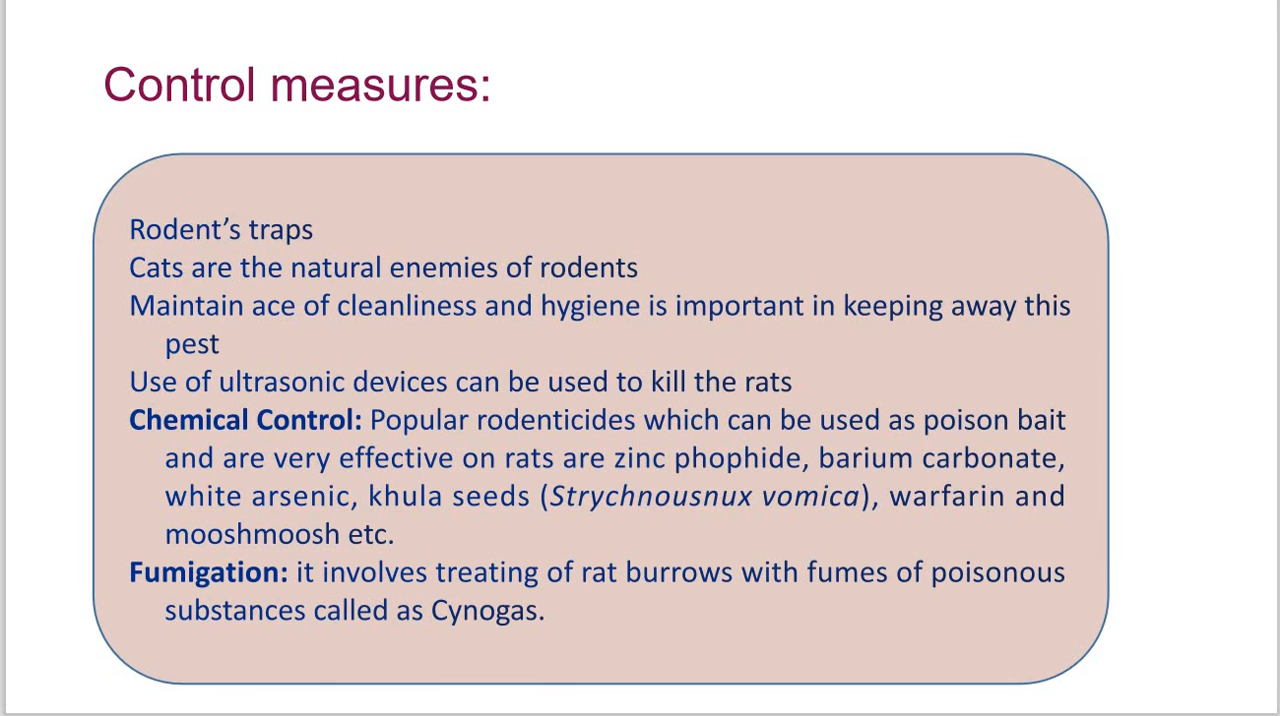 Control measures:
Rodent’s traps
Cats are the natural enemies of rodents
Maintain ace of cleanliness and hygiene is important in keeping away this
pest
Use of ultrasonic devices can be used to kill the rats
Chemical Control: Popular rodenticides which can be used as poison bait
and are very effective on rats are zinc phophide, barium carbonate,
white arsenic, khula seeds (Strychnousnux vomica), warfarin and
mooshmoosh etc.
Fumigation: it involves treating of rat burrows with fumes of poisonous
substances called as Cynogas.